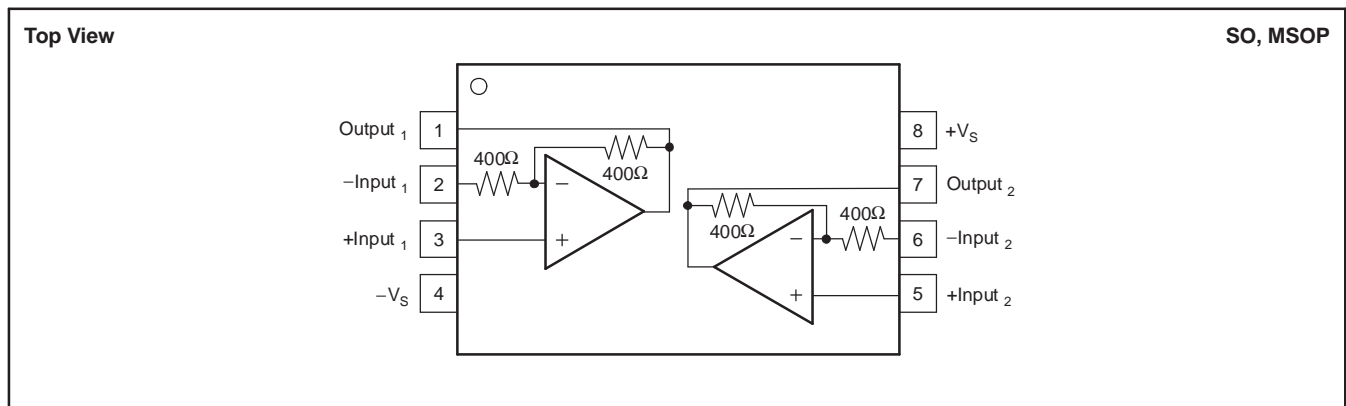 Top View
SO, MSOP
Output 1
1
400Ω
400Ω
−Input 1
2
−
+Input 1
3
+
−VS
4
8
+VS
7
Output 2
400Ω
400Ω
−
6
−Input 2
+
5
+Input 2